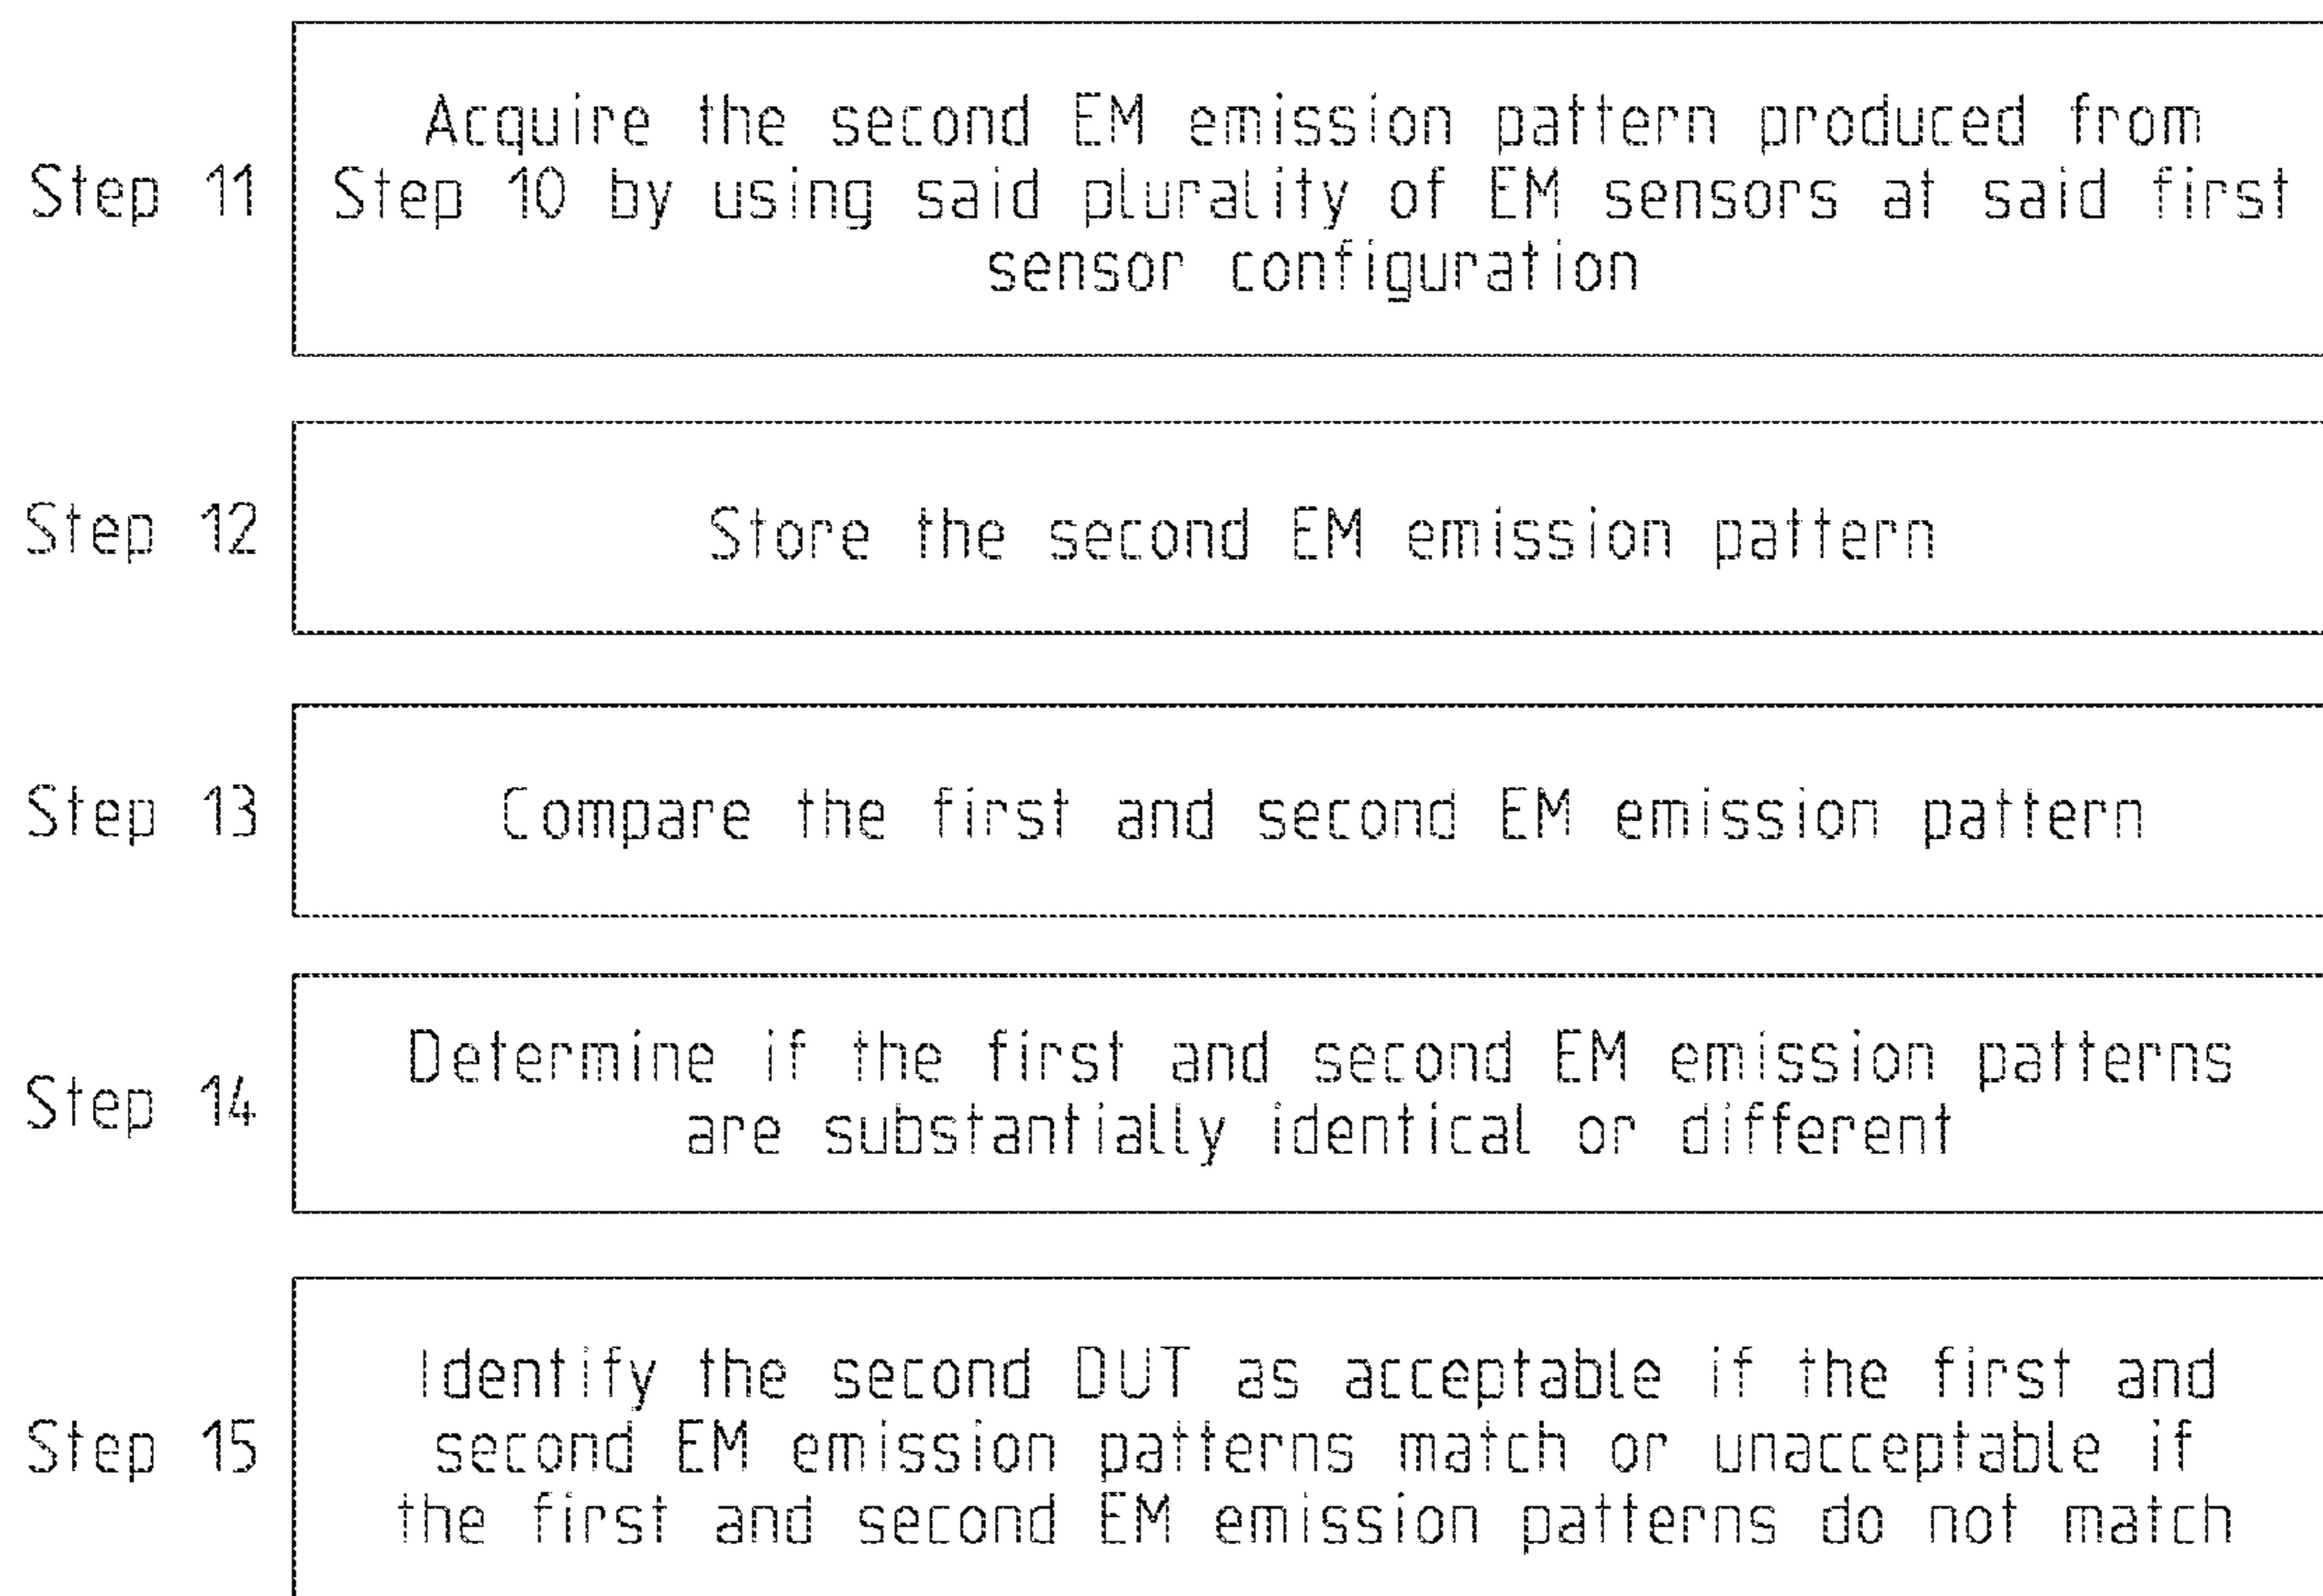 Acquire the second EM emission pattern produced from
Step 11
Step 10 by using said plurality of EM sensors at said first
sensor configuration
Step 12
Store the second EM emission pattern
Step 13
Compare the first and second EM emission pattern
Determine if the first and second EM emission patterns
Step 14
are substantially identical or different
Identify the second DUT as acceptable if the first and
Step 15
second EM emission patterns match or unacceptable if
the first and second EM emission patterns do not match